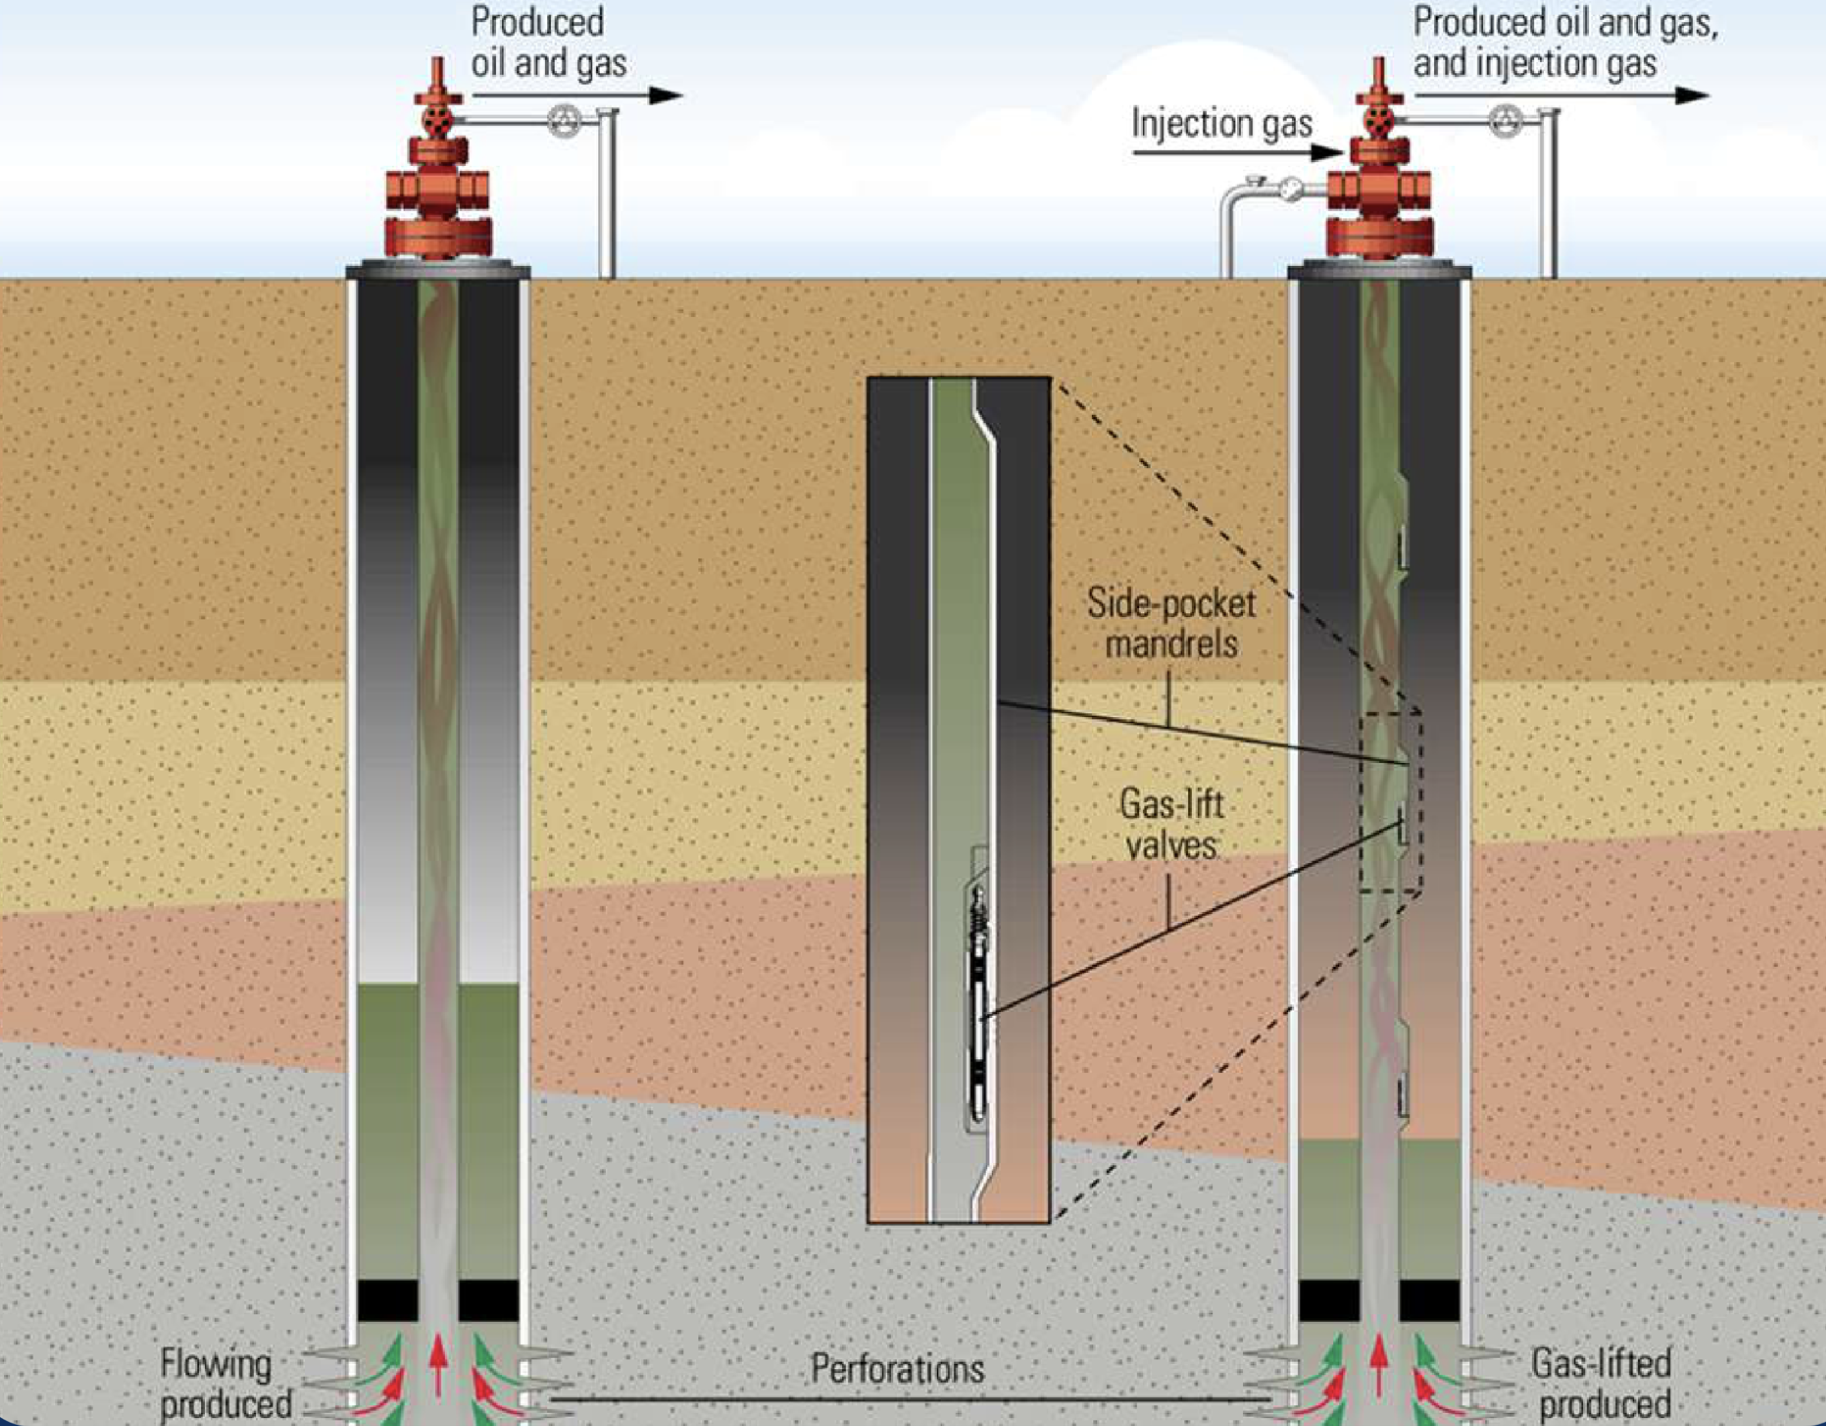 Produced
oil and gas
Produced oil and gas,
and injection gas
Injection gas
Side-pocket
mandrels
Gas-lift
valves
Flowing
produced
Perforations
Gas-lifted
produced